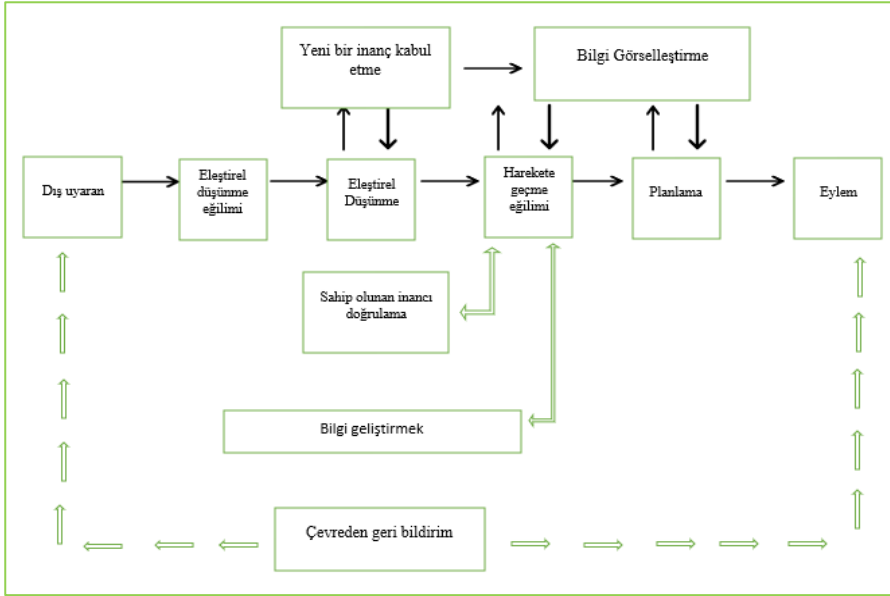 Yeni bir inanç kabul
etme
Bilgi Görselleştirme
Dış uyaran
Eleştirel
düşünme
eğilimi
Eleştirel
Düşünme
Harekete
geçme
eğilimi
Planlama
Eylem
Sahip olunan inancı
doğrulama
Bilgi geliştirmek
Çevreden geri bildirim